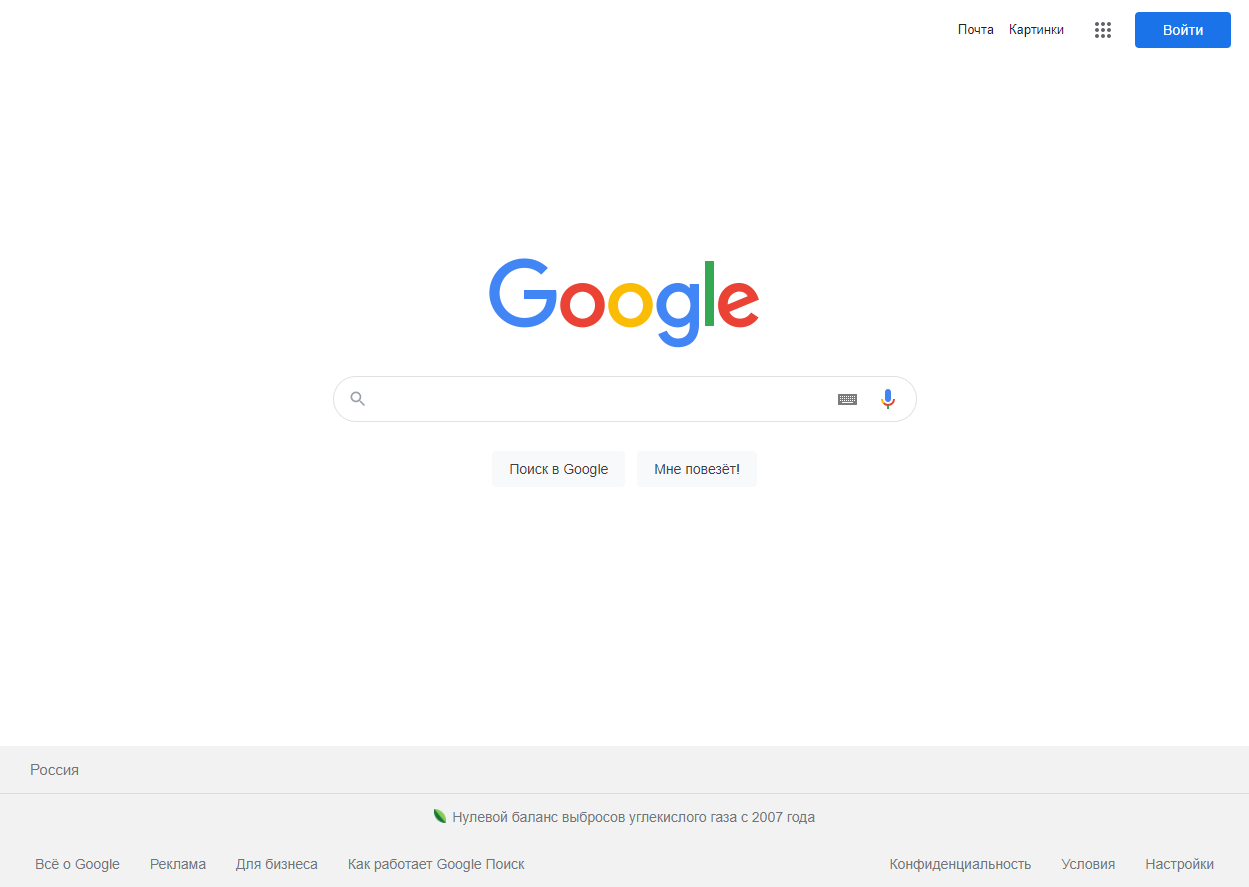 Почта Картинки Войти
Google
Поиск в Google Мне повезёт!
Россия
Нулевой баланс выбросов углекислого газа с 2007 года
Всё о Google Реклама Для бизнеса Как работает Google Поиск Конфиденциальность Условия Настройки